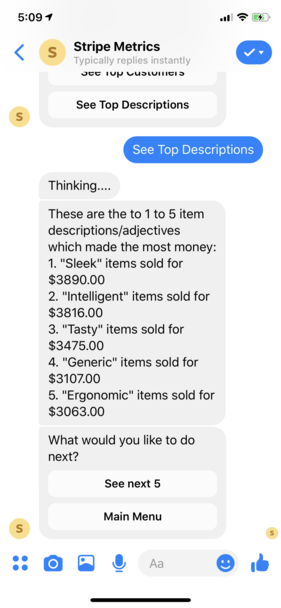 5:09
S
Stripe Metrics
Typically replies instantly
See Top Customers
See Top Descriptions
S
See Top Descriptions
Thinking....
These are the to 1 to 5 item
descriptions/adjectives
which made the most money:
1. "Sleek" items sold for
$3890.00
2. "Intelligent" items sold for
$3816.00
3. "Tasty" items sold for
$3475.00
4. "Generic" items sold for
$3107.00
5. "Ergonomic" items sold for
$3063.00
What would you like to do
next?
See next 5
Main Menu
S
S
Aa